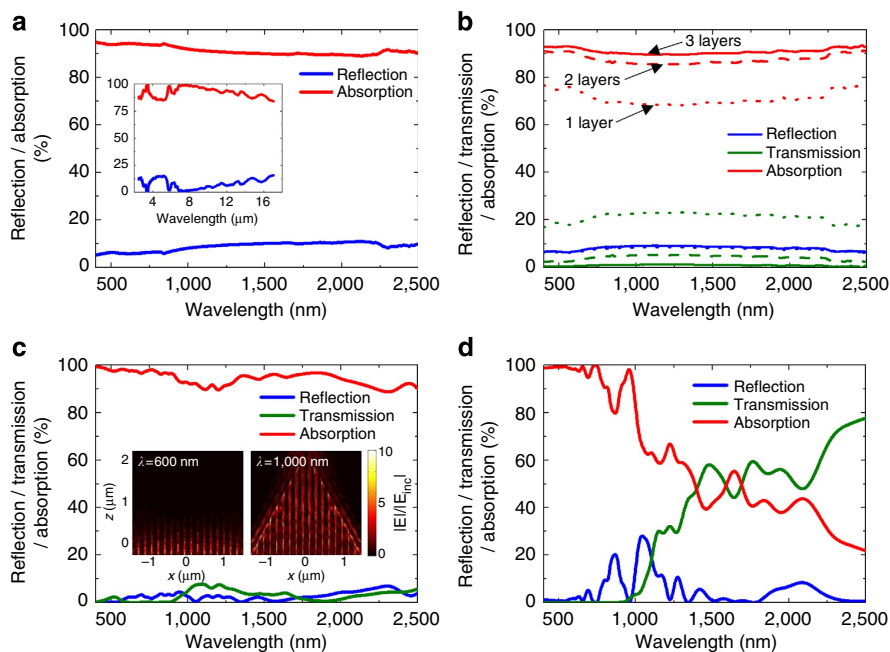 a
Reflection / absorption
(%)
100
80
60
40
20
0
500
1,000
1,500
2,000
2,500
Wavelength (nm)
Reflection
Absorption
100
75
50
25
0
4
8
12
16
Wavelength (μm)
b
Reflection / transmission
/ absorption (%)
100
80
60
40
20
0
500
1,000
1,500
2,000
2,500
Wavelength (nm)
3 layers
2 layers
1 layer
Reflection
Transmission
Absorption
c
Reflection / transmission
/ absorption (%)
100
80
60
40
20
0
500
1,000
1,500
2,000
2,500
Wavelength (nm)
Reflection
Transmission
Absorption
λ=600 nm
λ=1,000 nm
z (μm)
2
1
0
−1
0
1
x (μm)
−1
0
1
x (μm)
10
5
0
|E|/|Einc|
d
Reflection / transmission
/ absorption (%)
100
80
60
40
20
0
500
1,000
1,500
2,000
2,500
Wavelength (nm)
Reflection
Transmission
Absorption